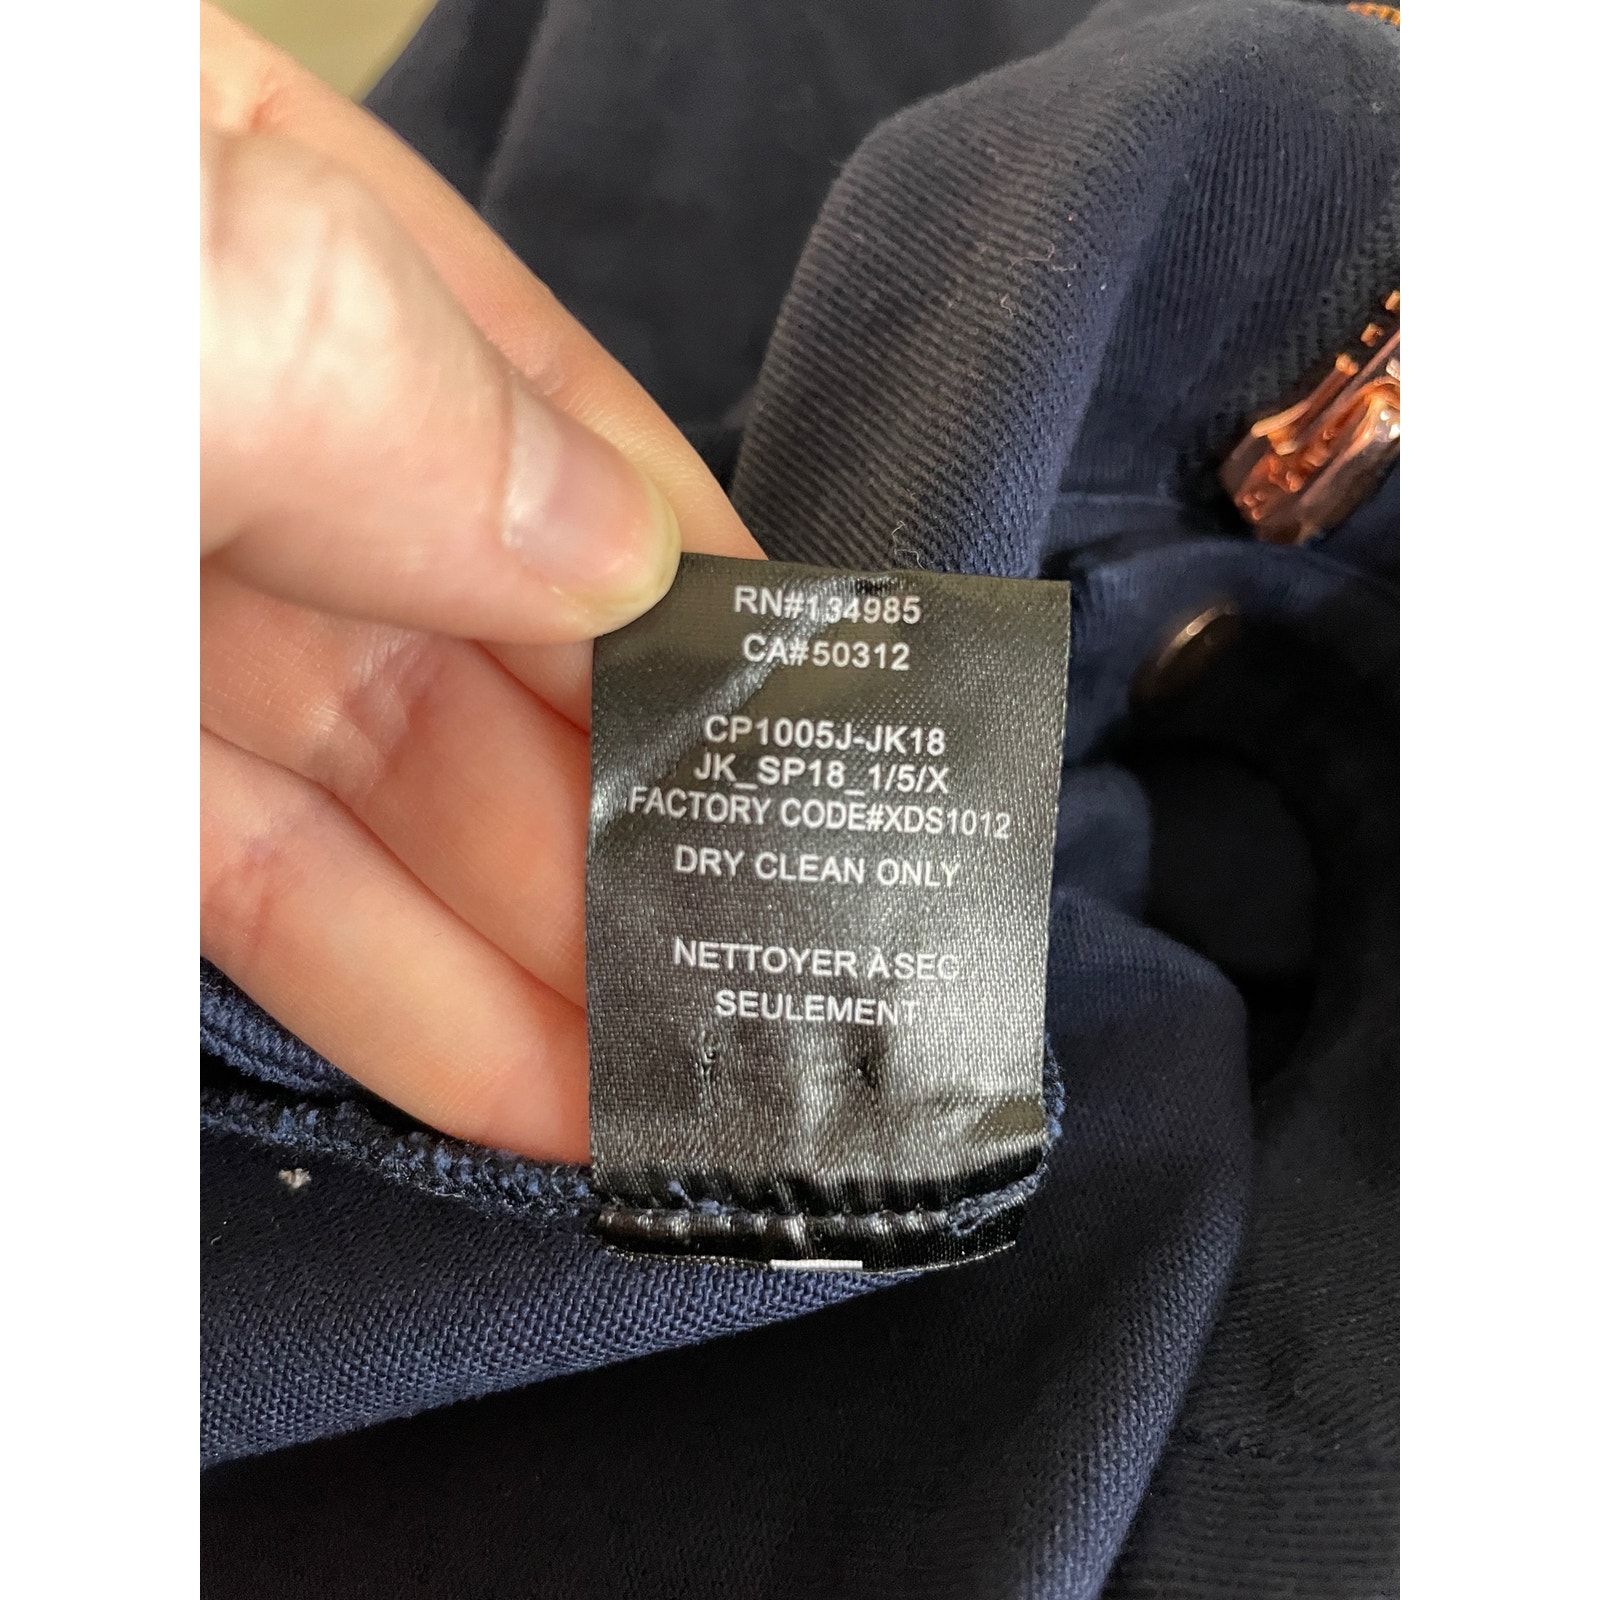 RN#134985
CA#50312
CP1005J-JK18
JK_SP18_1/5/X
FACTORY CODE#XDS1012
DRY CLEAN ONLY
NETTOYER À SEC
SEULEMENT